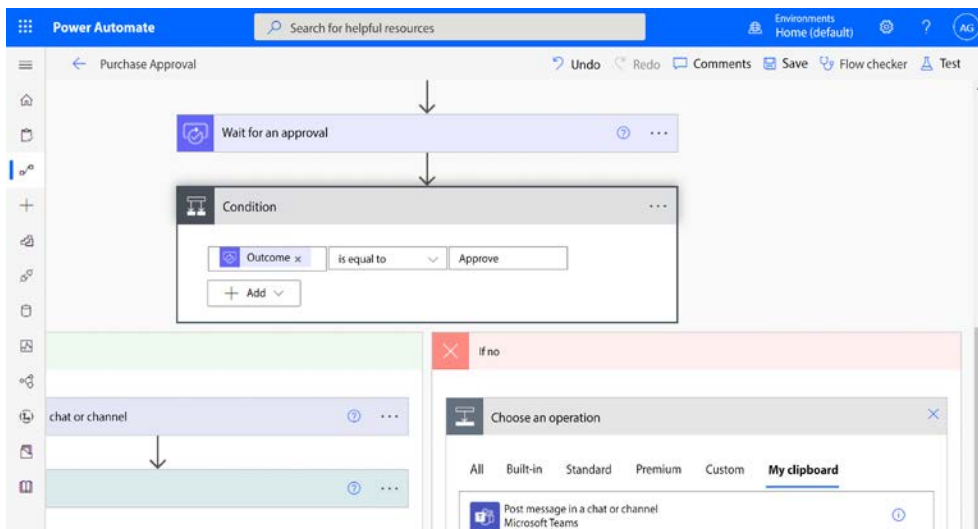 Power Automate
Search for helpful resources
Environments
Home (default)
AG
Purchase Approval
Undo
Redo
Comments
Save
Flow checker
Test
Wait for an approval
Condition
Outcome
is equal to
Approve
Add
If no
chat or channel
Choose an operation
All
Built-in
Standard
Premium
Custom
My clipboard
Post message in a chat or channel
Microsoft Teams